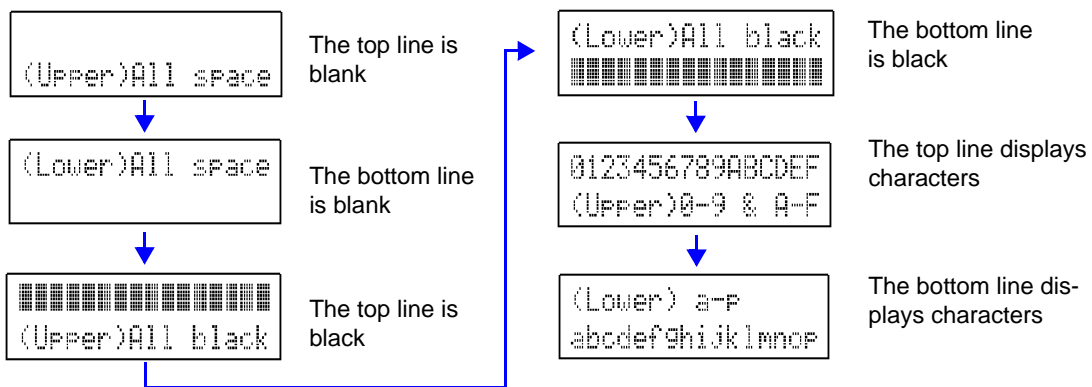 (Upper)All space
The top line is
blank
(Lower)All space
The bottom line
is blank
(Upper)All black
The top line is
black
(Lower)All black
The bottom line
is black
0123456789ABCDEF
(Upper)0-9 & A-F
The top line displays
characters
(Lower) a-p
abcdefghijklmnop
The bottom line dis-
plays characters